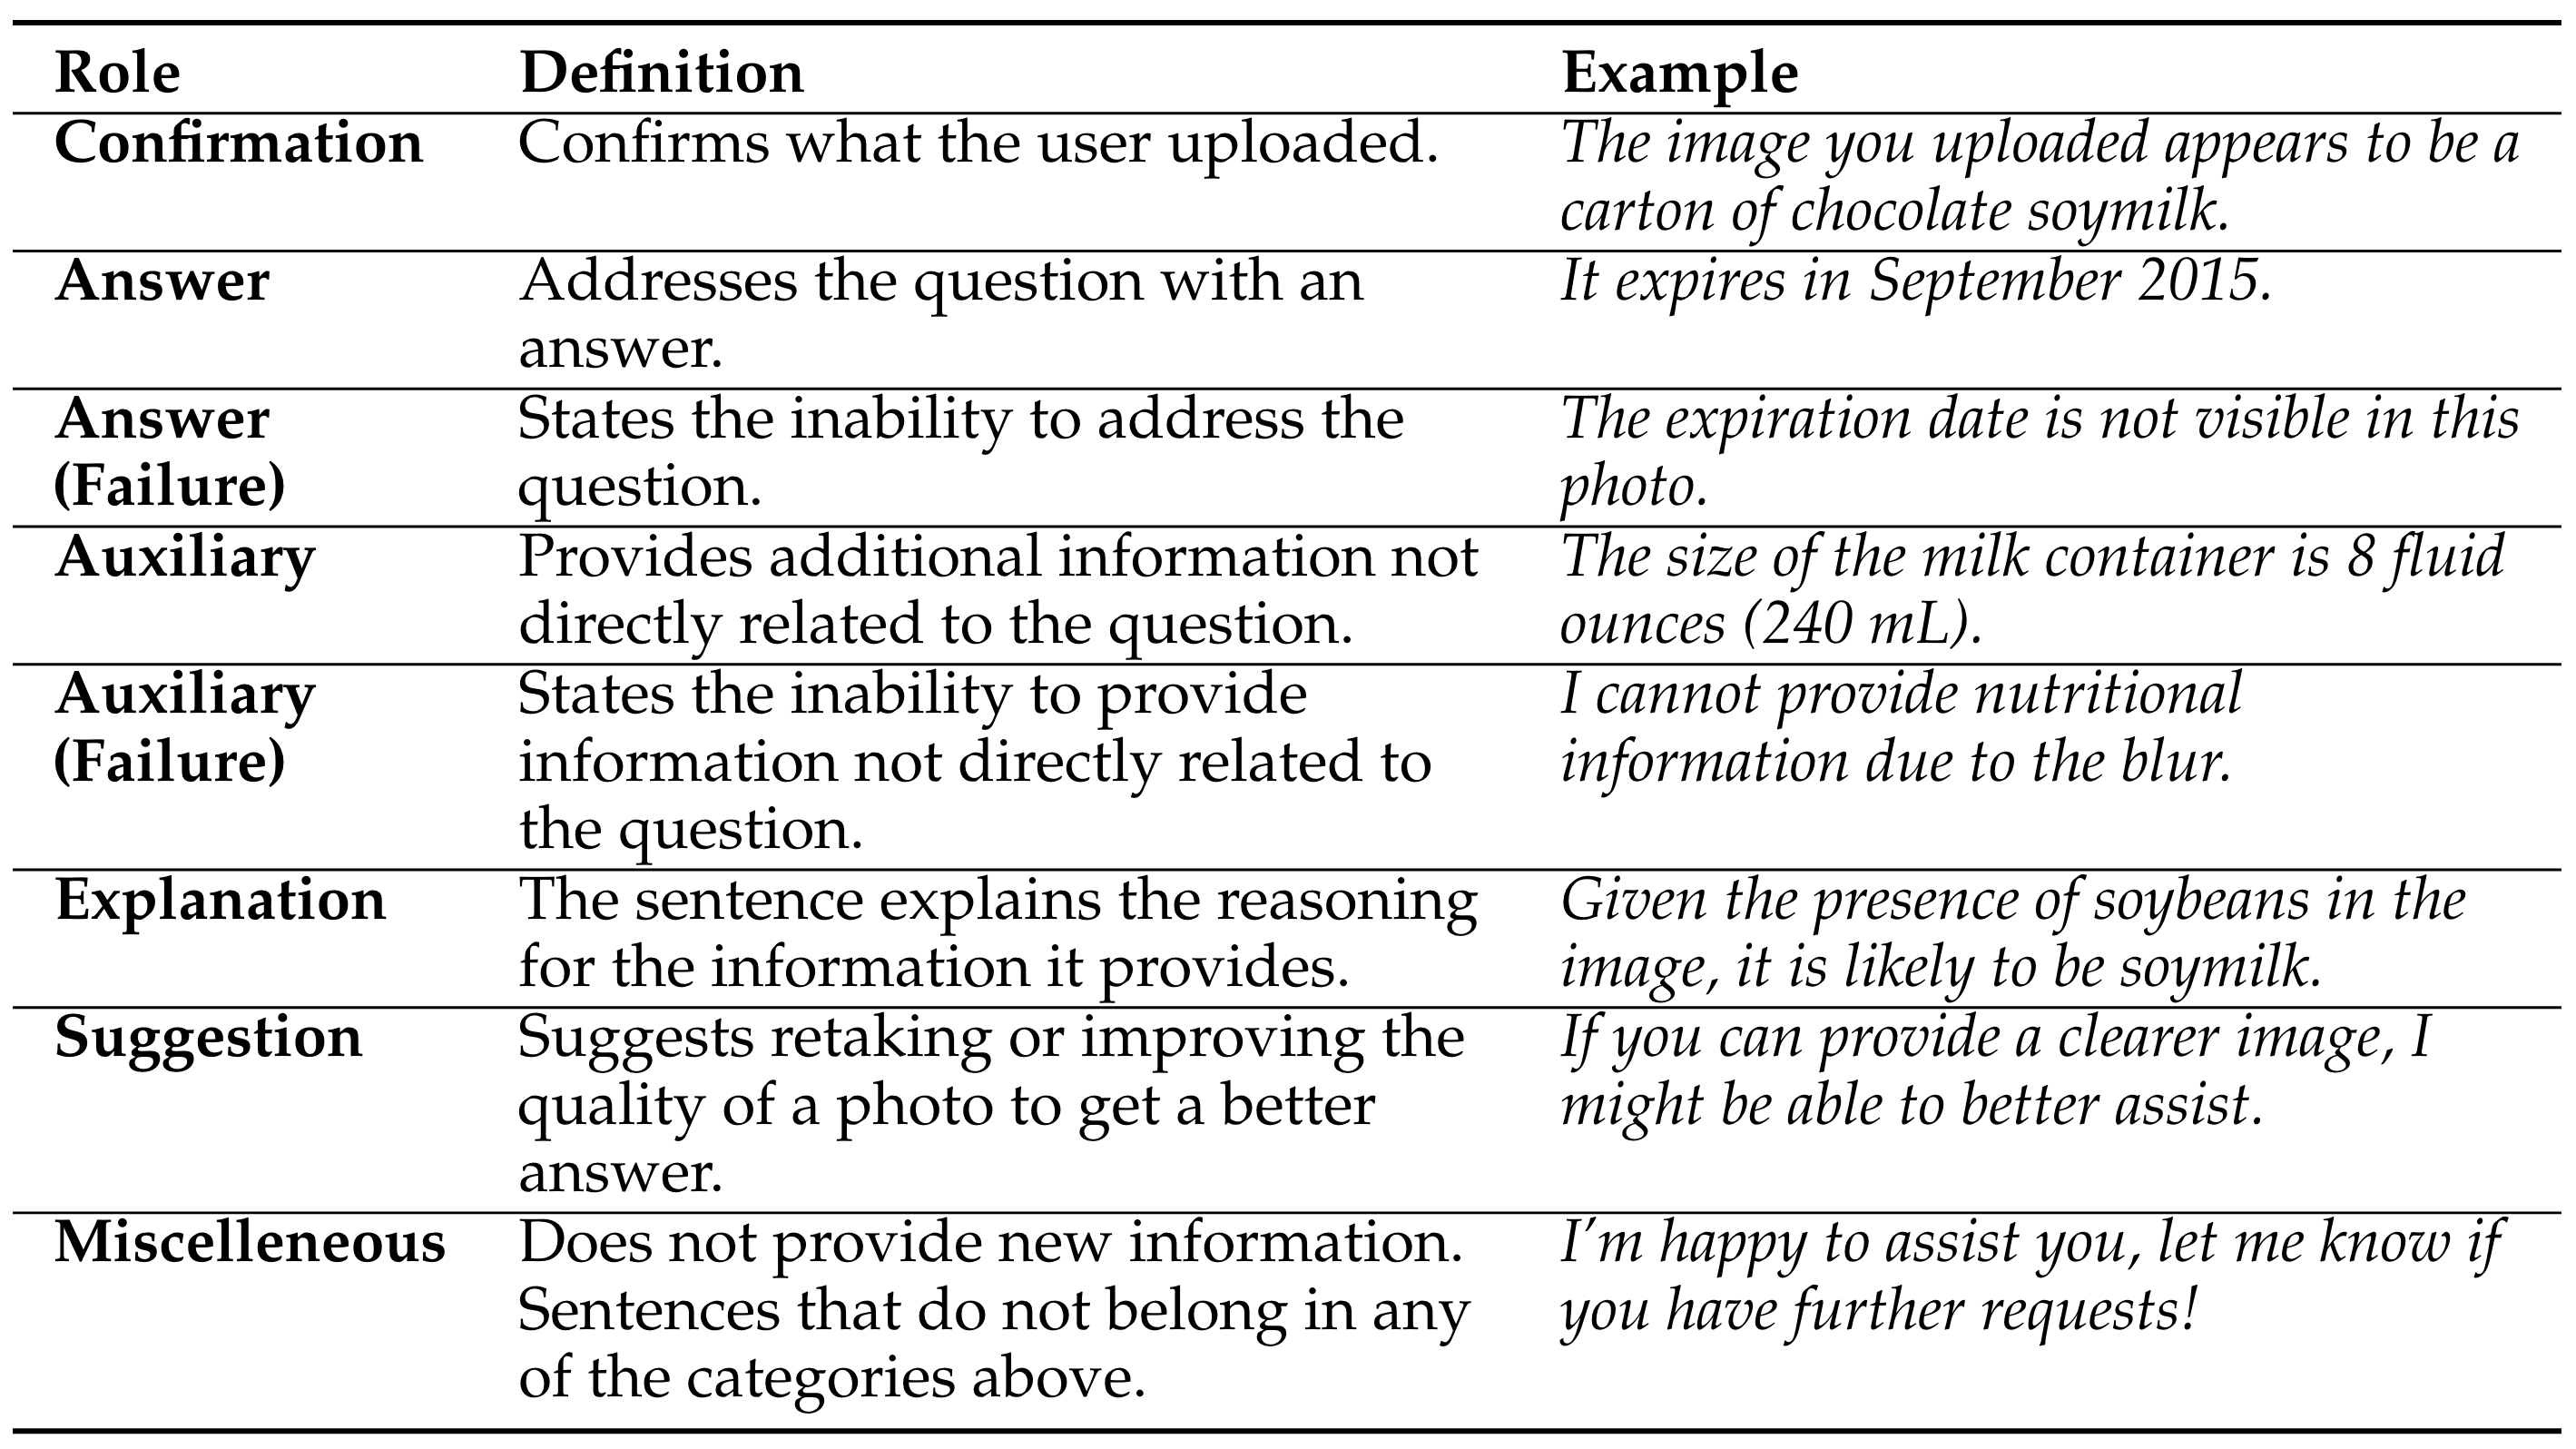 Role Definition Example
Confirmation Confirms what the user uploaded. The image you uploaded appears to be a
carton of chocolate soymilk.
Answer Addresses the question with an It expires in September 2015.
answer.
Answer States the inability to address the The expiration date is not visible in this
(Failure) question. photo.
Auxiliary Provides additional information not The size of the milk container is 8 fluid
directly related to the question. ounces (240 mL).
Auxiliary States the inability to provide I cannot provide nutritional
(Failure) information not directly related to information due to the blur.
the question.
Explanation The sentence explains the reasoning Given the presence of soybeans in the
for the information it provides. image, it is likely to be soymilk.
Suggestion Suggests retaking or improving the If you can provide a clearer image, I
quality of a photo to get a better might be able to better assist.
answer.
Miscelleneous Does not provide new information. I'm happy to assist you, let me know if
Sentences that do not belong in any you have further requests!
of the categories above.